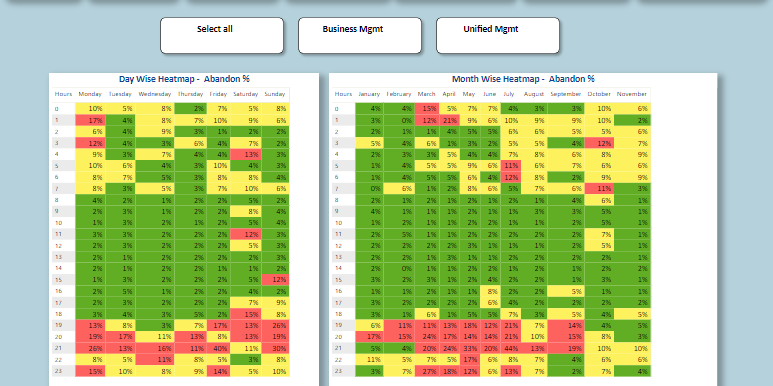 Select all
Business Mgmt
Unified Mgmt
Day Wise Heatmap - Abandon %
Hours Monday Tuesday Wednesday Thursday Friday Saturday Sunday
0 10% 5% 8% 2% 7% 5% 8%
1 17% 4% 8% 7% 10% 9% 6%
2 6% 4% 9% 3% 1% 2% 2%
3 12% 4% 3% 6% 4% 7% 2%
4 9% 3% 7% 4% 4% 13% 3%
5 10% 6% 4% 3% 10% 4% 3%
6 8% 7% 5% 3% 8% 8% 4%
7 8% 3% 5% 3% 7% 10% 6%
8 4% 2% 1% 2% 2% 5% 2%
9 2% 3% 2% 2% 2% 8% 4%
10 1% 3% 2% 2% 2% 5% 4%
11 3% 3% 2% 2% 2% 12% 3%
12 2% 3% 2% 2% 2% 5% 3%
13 2% 2% 1% 2% 2% 2% 2%
14 2% 1% 2% 2% 1% 1% 2%
15 2% 1% 3% 2% 2% 5% 12%
16 2% 5% 1% 2% 2% 4% 2%
17 2% 3% 2% 2% 2% 7% 9%
18 3% 4% 3% 5% 2% 15% 8%
19 13% 8% 3% 7% 17% 13% 26%
20 19% 17% 11% 13% 8% 13% 19%
21 26% 13% 16% 11% 40% 11% 30%
22 8% 5% 11% 8% 5% 3% 8%
23 15% 10% 8% 9% 14% 5% 10%
Month Wise Heatmap - Abandon %
Hours January February March April May June July August September October November
0 4% 4% 15% 5% 7% 7% 4% 3% 3% 10% 6%
1 3% 0% 12% 21% 9% 6% 10% 9% 9% 10% 2%
2 2% 1% 1% 4% 5% 5% 6% 6% 5% 5% 6%
3 5% 4% 6% 1% 3% 2% 5% 5% 4% 12% 7%
4 2% 3% 3% 5% 4% 4% 7% 8% 6% 8% 9%
5 1% 4% 5% 5% 9% 6% 11% 6% 7% 6% 6%
6 1% 4% 5% 5% 6% 4% 12% 8% 2% 9% 9%
7 0% 6% 1% 2% 8% 6% 5% 7% 6% 11% 3%
8 2% 1% 2% 1% 2% 1% 2% 2% 2% 6% 1%
9 4% 1% 1% 1% 2% 2% 1% 3% 3% 5% 1%
10 1% 2% 1% 1% 2% 2% 1% 2% 2% 5% 1%
11 2% 5% 1% 1% 2% 2% 2% 2% 2% 7% 1%
12 2% 2% 1% 2% 3% 1% 1% 1% 2% 5% 1%
13 2% 2% 1% 3% 1% 1% 2% 2% 1% 2% 1%
14 2% 0% 1% 1% 2% 2% 1% 2% 1% 2% 2%
15 3% 2% 3% 1% 2% 4% 2% 2% 2% 3% 1%
16 1% 1% 2% 1% 1% 8% 2% 1% 5% 1% 1%
17 3% 2% 1% 2% 2% 6% 4% 2% 2% 2% 2%
18 3% 1% 6% 1% 5% 5% 7% 3% 5% 4% 5%
19 6% 11% 11% 13% 18% 12% 21% 7% 14% 4% 5%
20 17% 15% 24% 17% 14% 14% 21% 10% 15% 8% 3%
21 5% 4% 20% 24% 33% 20% 44% 13% 19% 10% 10%
22 11% 5% 7% 5% 17% 6% 8% 7% 4% 6% 6%
23 3% 7% 27% 18% 12% 6% 13% 7% 2% 7% 4%